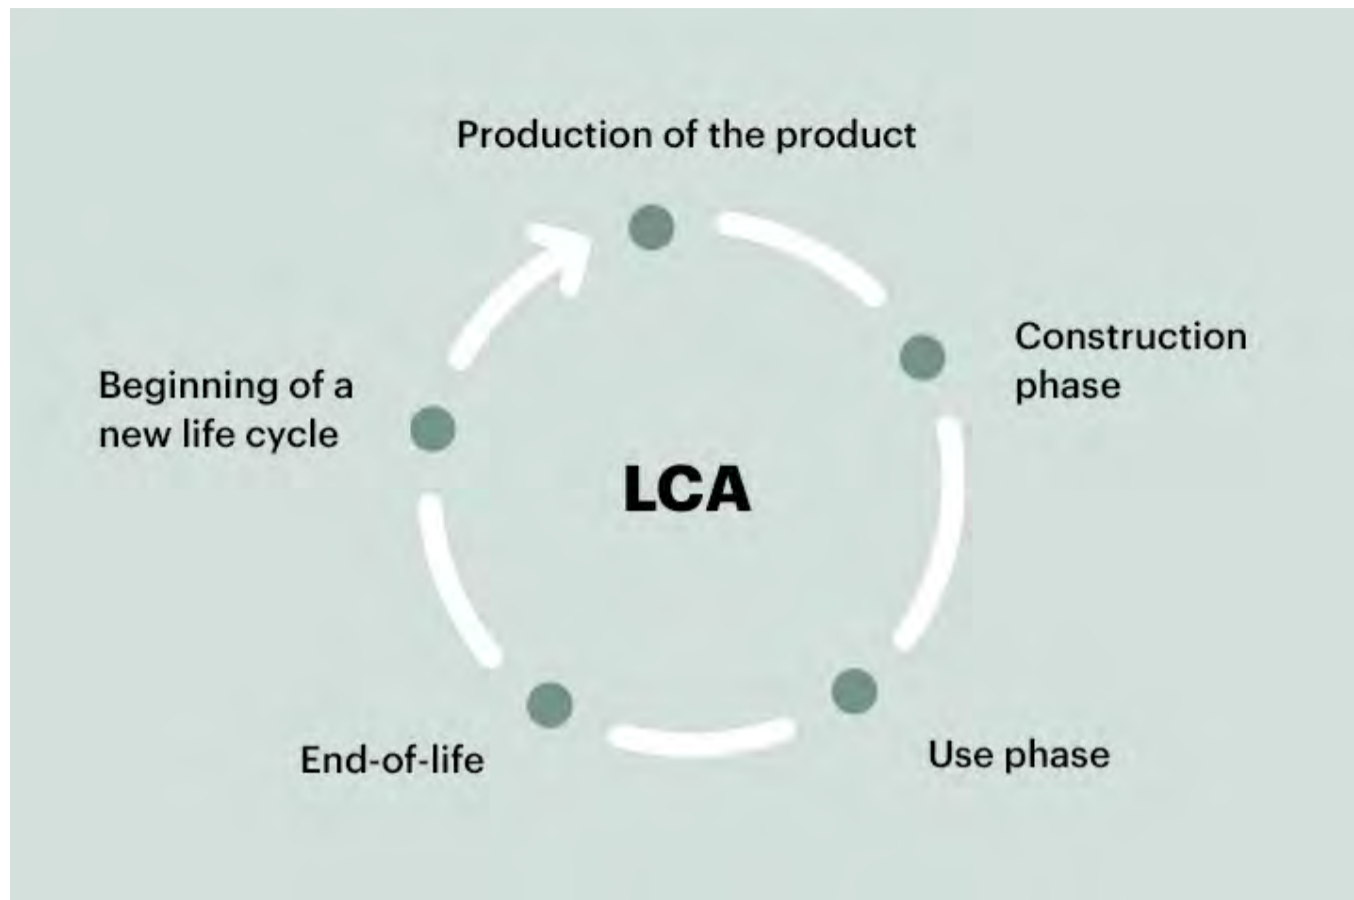 Production of the product
Construction
phase
Beginning of a
new life cycle
LCA
Use phase
End-of-life